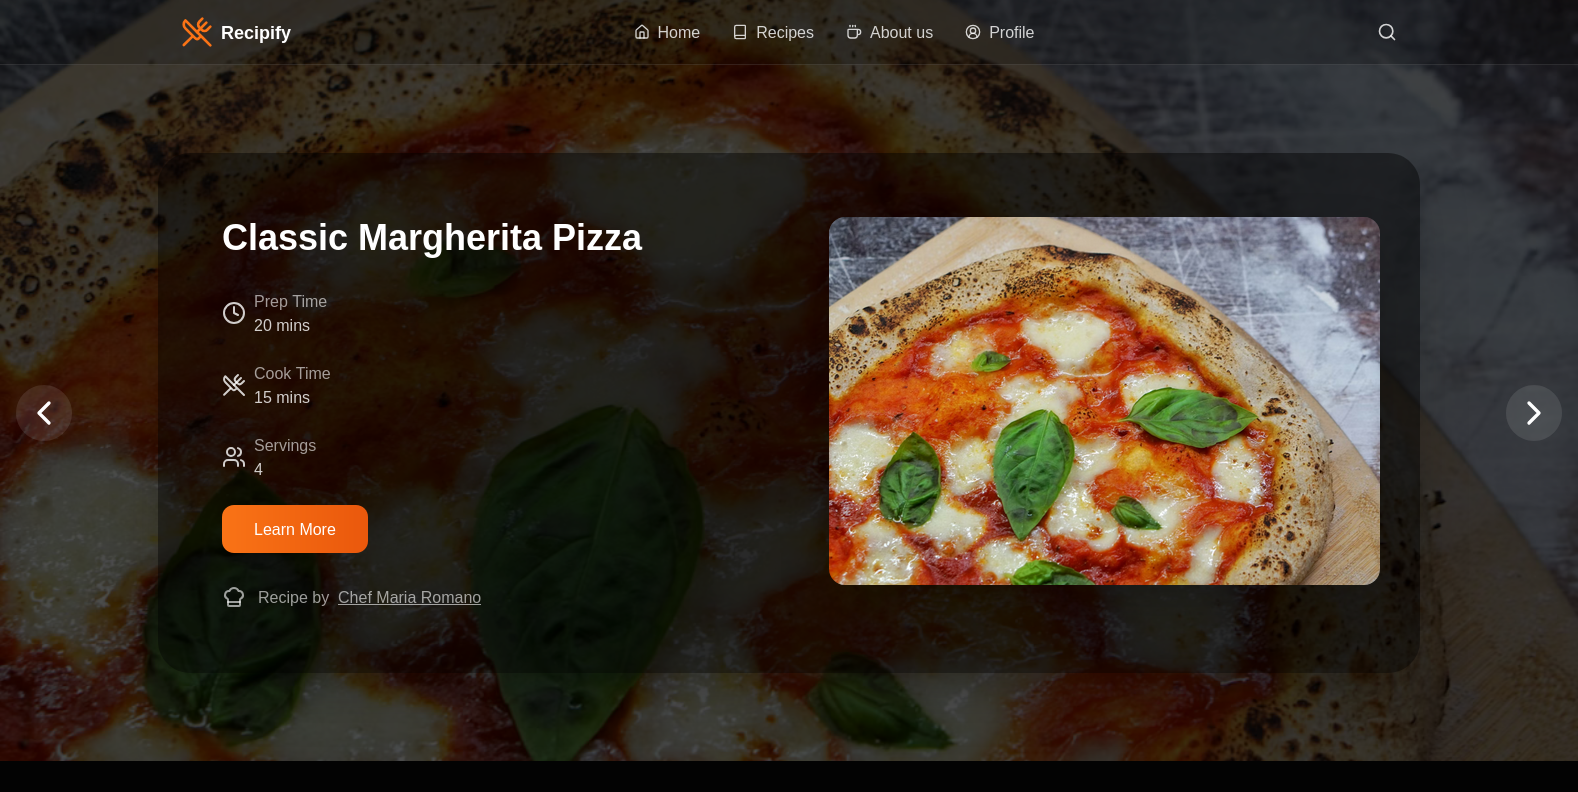 Recipify
Home
Recipes
About us
Profile
Classic Margherita Pizza
Prep Time
20 mins
Cook Time
15 mins
Servings
4
Learn More
Recipe by Chef Maria Romano